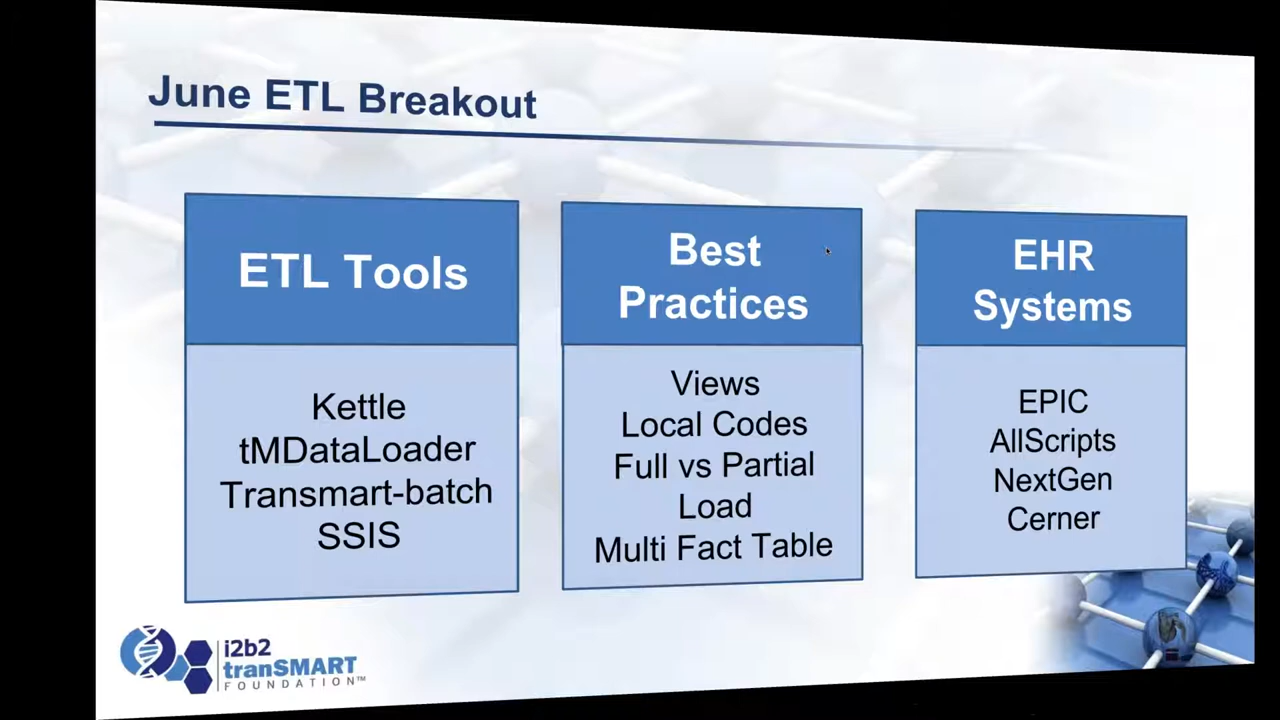 June ETL Breakout
ETL Tools
Kettle
tMDataLoader
Transmart-batch
SSIS
Best
Practices
Views
Local Codes
Full vs Partial
Load
Multi Fact Table
EHR
Systems
EPIC
AllScripts
NextGen
Cerner
i2b2
tranSMART
FOUNDATION™